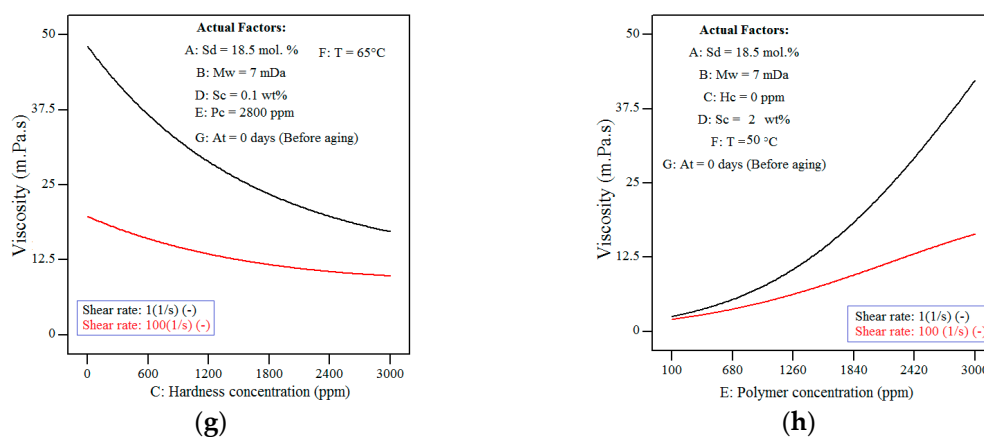 Actual Factors:
A: Sd = 18.5 mol. % F: T = 65°C
B: Mw = 7 mDa
D: Sc = 0.1 wt%
E: Pc = 2800 ppm
G: At = 0 days (Before aging)
Viscosity (m.Pa.s)
50
37.5
25
12.5
0
Shear rate: 1(1/s) (-)
Shear rate: 100(1/s) (-)
0 600 1200 1800 2400 3000
C: Hardness concentration (ppm)
(g)
Actual Factors:
A: Sd = 18.5 mol.%
B: Mw = 7 mDa
C: Hc = 0 ppm
D: Sc = 2 wt%
F: T = 50 °C
G: At = 0 days (Before aging)
Viscosity (m.Pa.s)
50
37.5
25
12.5
0
Shear rate: 1(1/s) (-)
Shear rate: 100 (1/s) (-)
100 680 1260 1840 2420 3000
E: Polymer concentration (ppm)
(h)